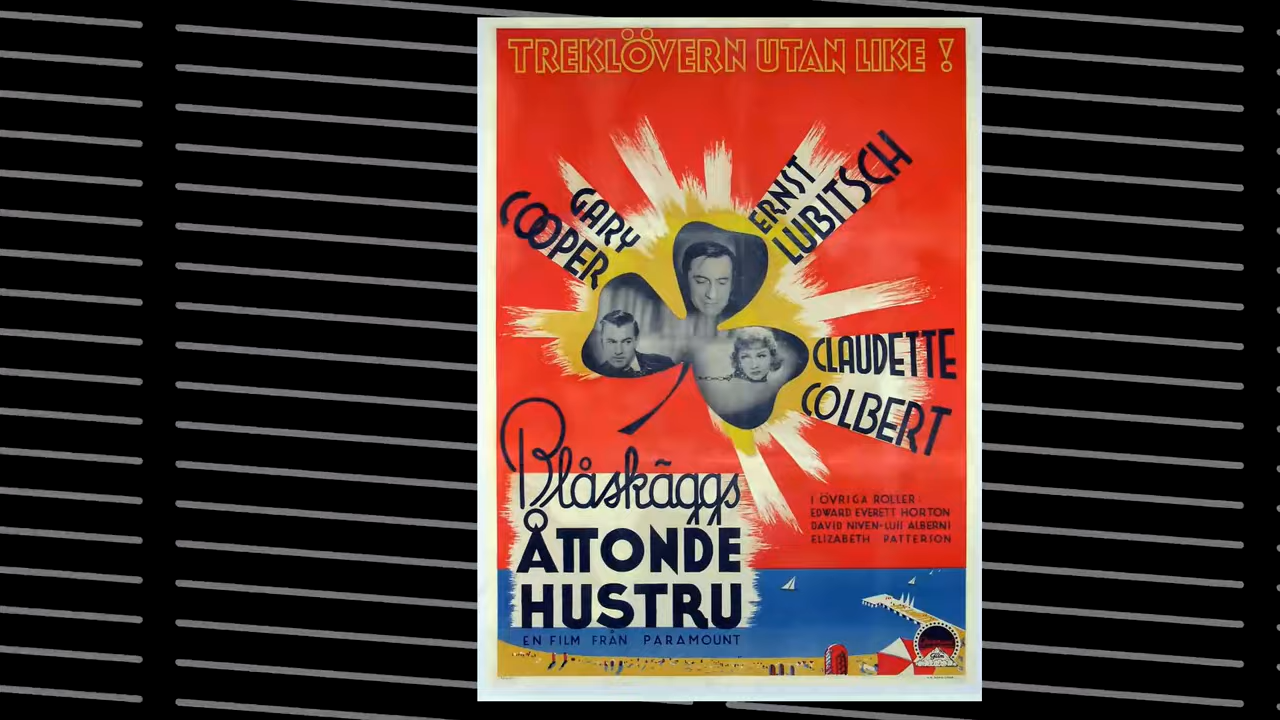 TREKLÖVERN UTAN LIKE !
GARY
COOPER
ERNST
LUBITSCH
CLAUDETTE
COLBERT
Blåskäggs
ÅTTONDE
HUSTRU
EN FILM FRÅN PARAMOUNT
I ÖVRIGA ROLLER:
EDWARD EVERETT HORTON
DAVID NIVEN-LUIS ALBERNI
ELIZABETH PATTERSON